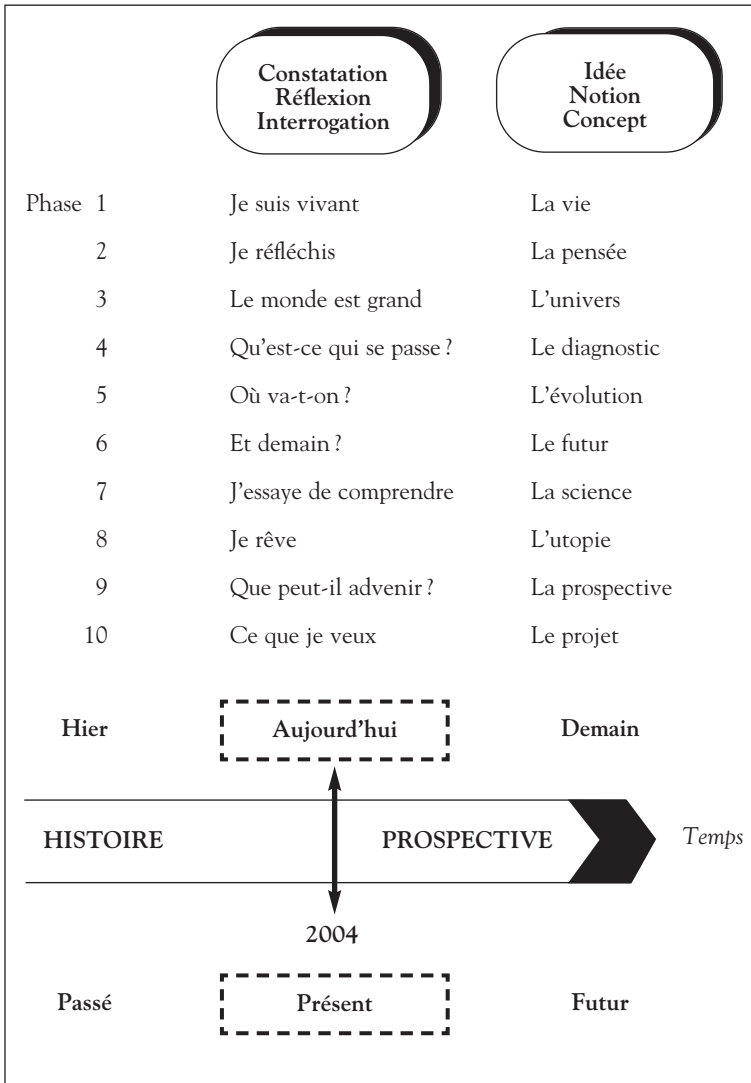 Constatation
Réflexion
Interrogation
Idée
Notion
Concept
Phase 1 Je suis vivant La vie
2 Je réfléchis La pensée
3 Le monde est grand L'univers
4 Qu'est-ce qui se passe ? Le diagnostic
5 Où va-t-on ? L'évolution
6 Et demain ? Le futur
7 J'essaye de comprendre La science
8 Je rêve L'utopie
9 Que peut-il advenir ? La prospective
10 Ce que je veux Le projet
Hier Aujourd'hui Demain
HISTOIRE PROSPECTIVE Temps
2004
Passé Présent Futur